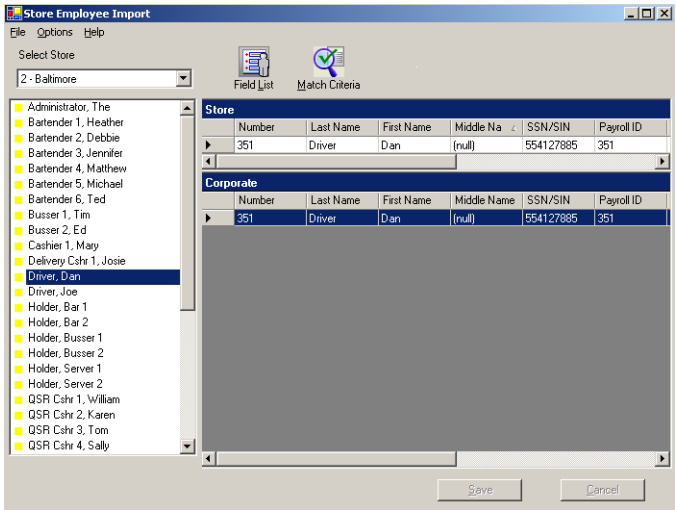 Store Employee Import
File Options Help
Select Store
2 - Baltimore
Field List Match Criteria
Administrator, The
Bartender 1, Heather
Bartender 2, Debbie
Bartender 3, Jennifer
Bartender 4, Matthew
Bartender 5, Michael
Bartender 6, Ted
Busser 1, Tim
Busser 2, Ed
Cashier 1, Mary
Delivery Cshr 1, Josie
Driver, Dan
Driver, Joe
Holder, Bar 1
Holder, Bar 2
Holder, Busser 1
Holder, Busser 2
Holder, Server 1
Holder, Server 2
QSR Cshr 1, William
QSR Cshr 2, Karen
QSR Cshr 3, Tom
QSR Cshr 4, Sally
Store
Number Last Name First Name Middle Na SSN/SIN Payroll ID
351 Driver Dan (null) 554127885 351
Corporate
Number Last Name First Name Middle Name SSN/SIN Payroll ID
351 Driver Dan (null) 554127885 351
Save Cancel